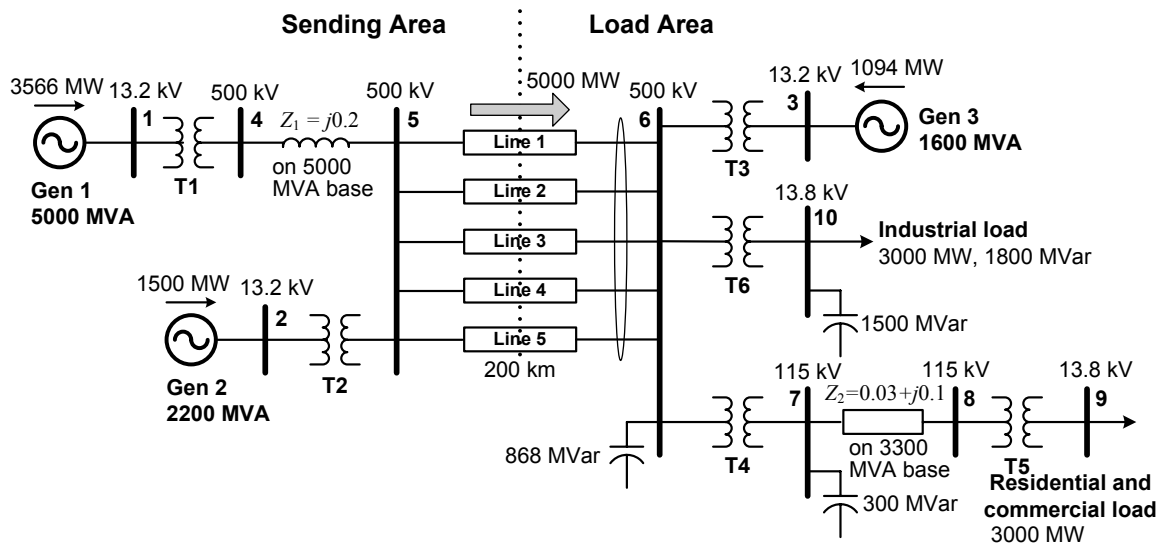 Sending Area
Load Area
3566 MW
13.2 kV
500 kV
500 kV
5000 MW
500 kV
13.2 kV
1094 MW
1
4
Z1 = j0.2
5
6
3
Gen 3
1600 MVA
Line 1
T1
on 5000
MVA base
T3
Gen 1
5000 MVA
Line 2
13.8 kV
10
Industrial load
3000 MW, 1800 MVar
Line 3
T6
1500 MW
13.2 kV
Line 4
2
1500 MVar
Line 5
T2
200 km
Gen 2
2200 MVA
115 kV
Z2=0.03+j0.1
115 kV
13.8 kV
7
8
9
868 MVar
T4
on 3300
MVA base
T5
300 MVar
Residential and
commercial load
3000 MW